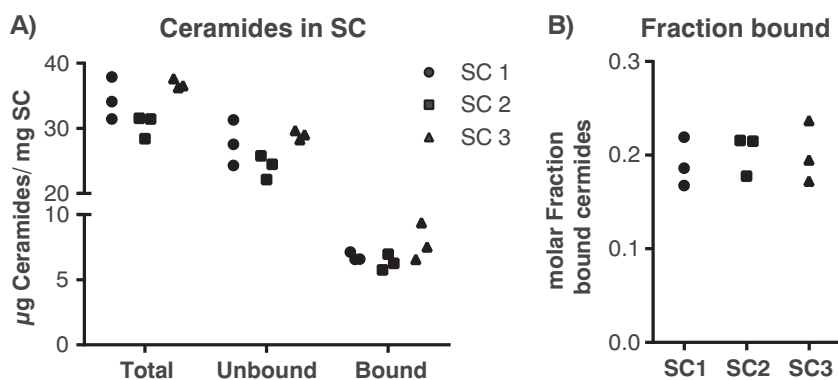 A)
Ceramides in SC
µg Ceramides/ mg SC
40
30
20
10
5
0
Total
Unbound
Bound
SC 1
SC 2
SC 3
B)
Fraction bound
molar Fraction
bound cermides
0.3
0.2
0.1
0.0
SC1
SC2
SC3